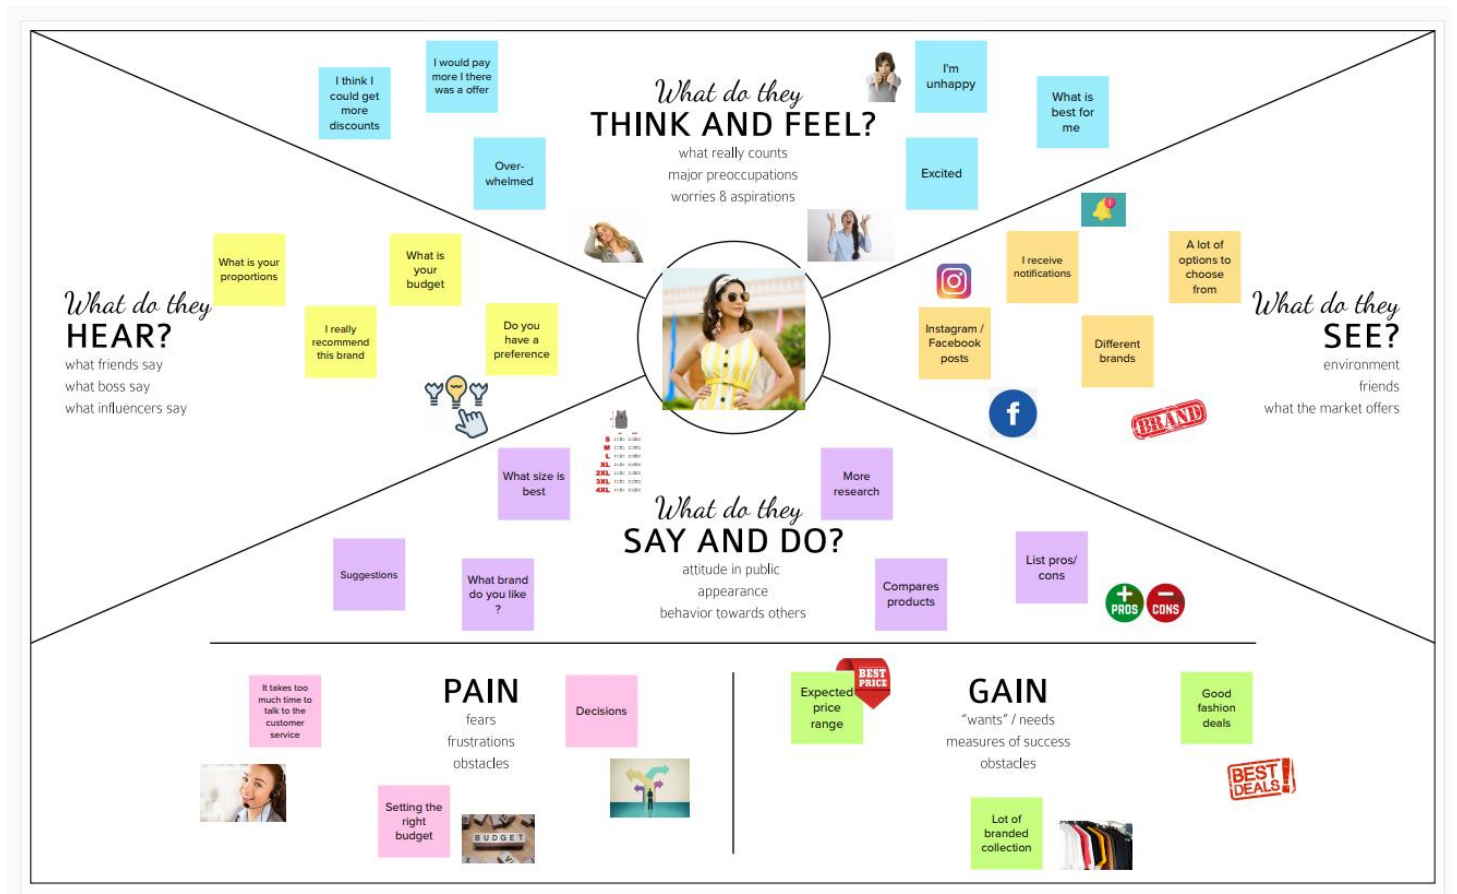 I think I
could get
more
discounts
I would pay
more I there
was a offer
Over-
whelmed
What do they
THINK AND FEEL?
what really counts
major preoccupations
worries & aspirations
I'm
unhappy
What is
best for
me
Excited
What do they
HEAR?
what friends say
what boss say
what influencers say
What is your
proportions
What is
your
budget
I really
recommend
this brand
Do you
have a
preference
I receive
notifications
A lot of
options to
choose
from
Instagram /
Facebook
posts
Different
brands
f
BRAND
What do they
SEE?
environment
friends
what the market offers
S
M
L
XL
2XL
3XL
4XL
What size is
best
Suggestions
What brand
do you like
?
What do they
SAY AND DO?
attitude in public
appearance
behavior towards others
More
research
Compares
products
List pros/
cons
PROS
CONS
It takes too
much time to
talk to the
customer
service
PAIN
fears
frustrations
obstacles
Decisions
Setting the
right
budget
BUDGET
Expected
price
range
BEST
PRICE
GAIN
"wants" / needs
measures of success
obstacles
Good
fashion
deals
BEST
DEALS!
Lot of
branded
collection